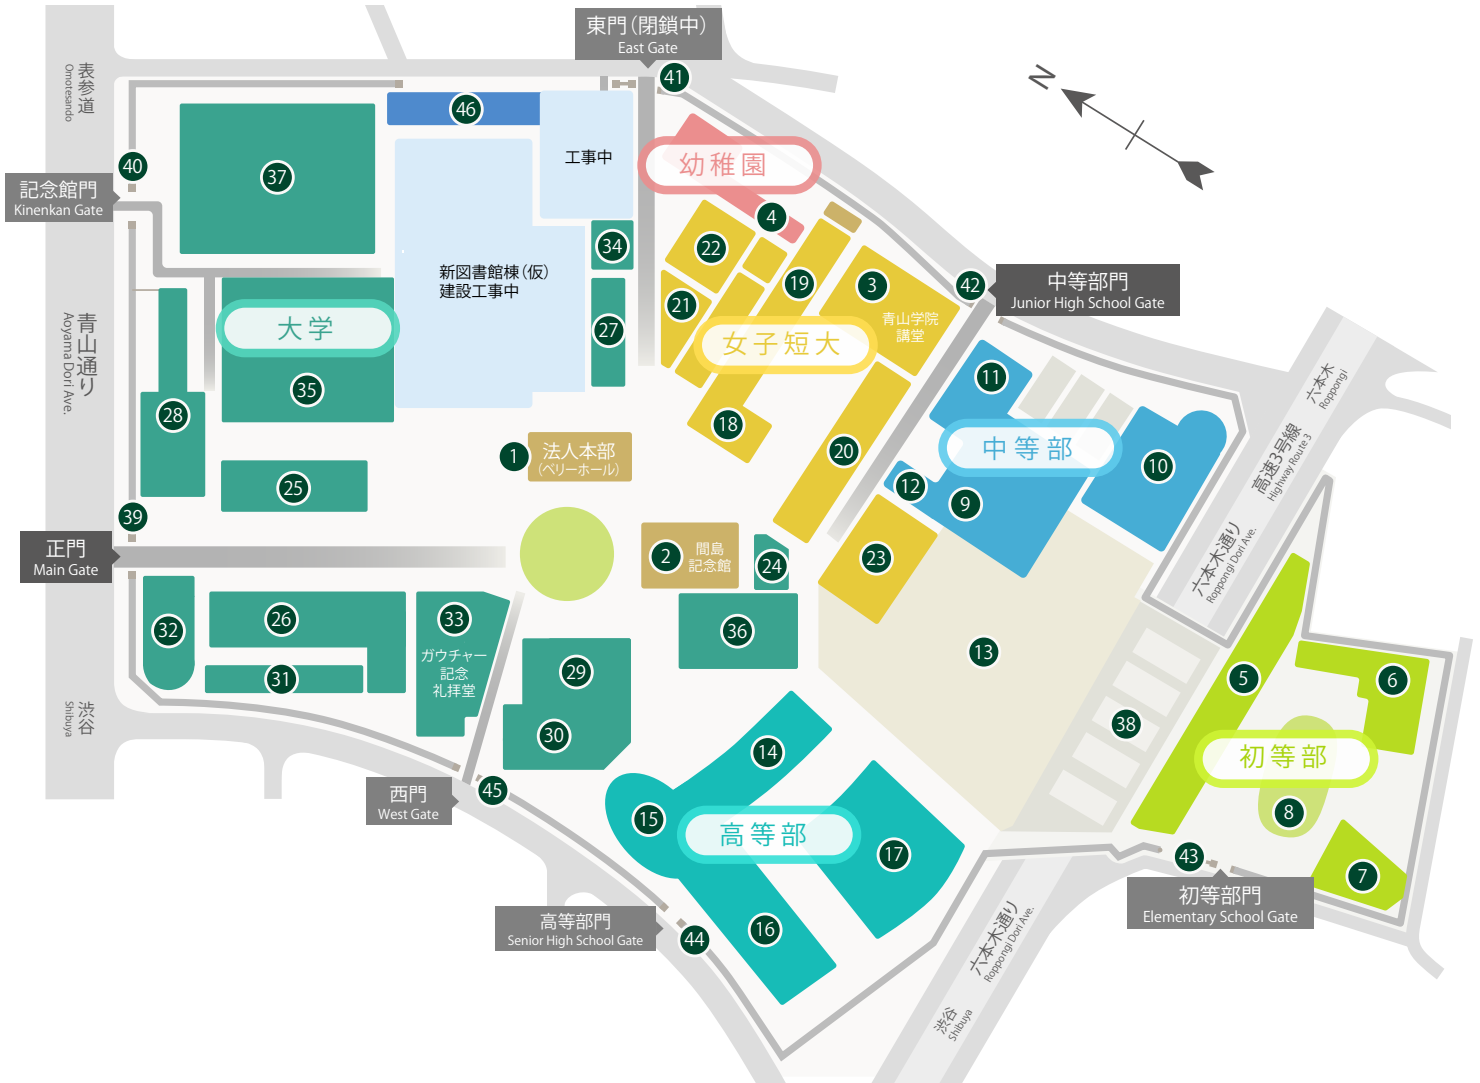 東門（閉鎖中）
East Gate
41
表参道
Omotesando
N
46
工事中
40
37
幼稚園
記念館門
Kinenkan Gate
4
22
34
新図書館棟（仮）
建設工事中
19
3
42
中等部門
Junior High School Gate
21
青山学院
講堂
27
大学
女子短大
青山通り
Aoyama Dori Ave.
35
28
11
六本木
Roppongi
18
20
中等部
10
高速3号線
Highway Route 3
1
法人本部
（ベリーホール）
25
12
9
39
正門
Main Gate
2
間島
記念館
24
23
六本木通り
Roppongi Dori Ave.
32
26
33
ガウチャー
記念
礼拝堂
36
31
29
30
13
5
6
渋谷
Shibuya
38
14
初等部
西門
West Gate
45
15
高等部
17
8
43
7
初等部門
Elementary School Gate
高等部門
Senior High School Gate
44
16
六本木通り
Roppongi Dori Ave.
渋谷
Shibuya